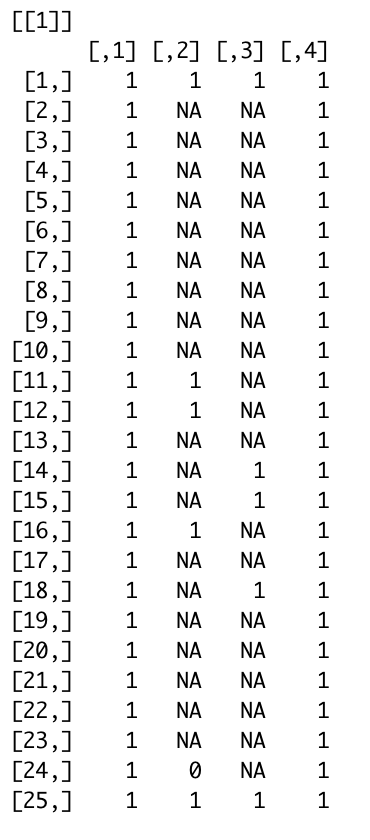 [[1]]
      [,1] [,2] [,3] [,4]
 [1,]    1    1    1    1
 [2,]    1   NA   NA    1
 [3,]    1   NA   NA    1
 [4,]    1   NA   NA    1
 [5,]    1   NA   NA    1
 [6,]    1   NA   NA    1
 [7,]    1   NA   NA    1
 [8,]    1   NA   NA    1
 [9,]    1   NA   NA    1
[10,]    1   NA   NA    1
[11,]    1    1   NA    1
[12,]    1    1   NA    1
[13,]    1   NA   NA    1
[14,]    1   NA    1    1
[15,]    1   NA    1    1
[16,]    1    1   NA    1
[17,]    1   NA   NA    1
[18,]    1   NA    1    1
[19,]    1   NA   NA    1
[20,]    1   NA   NA    1
[21,]    1   NA   NA    1
[22,]    1   NA   NA    1
[23,]    1   NA   NA    1
[24,]    1    0   NA    1
[25,]    1    1    1    1